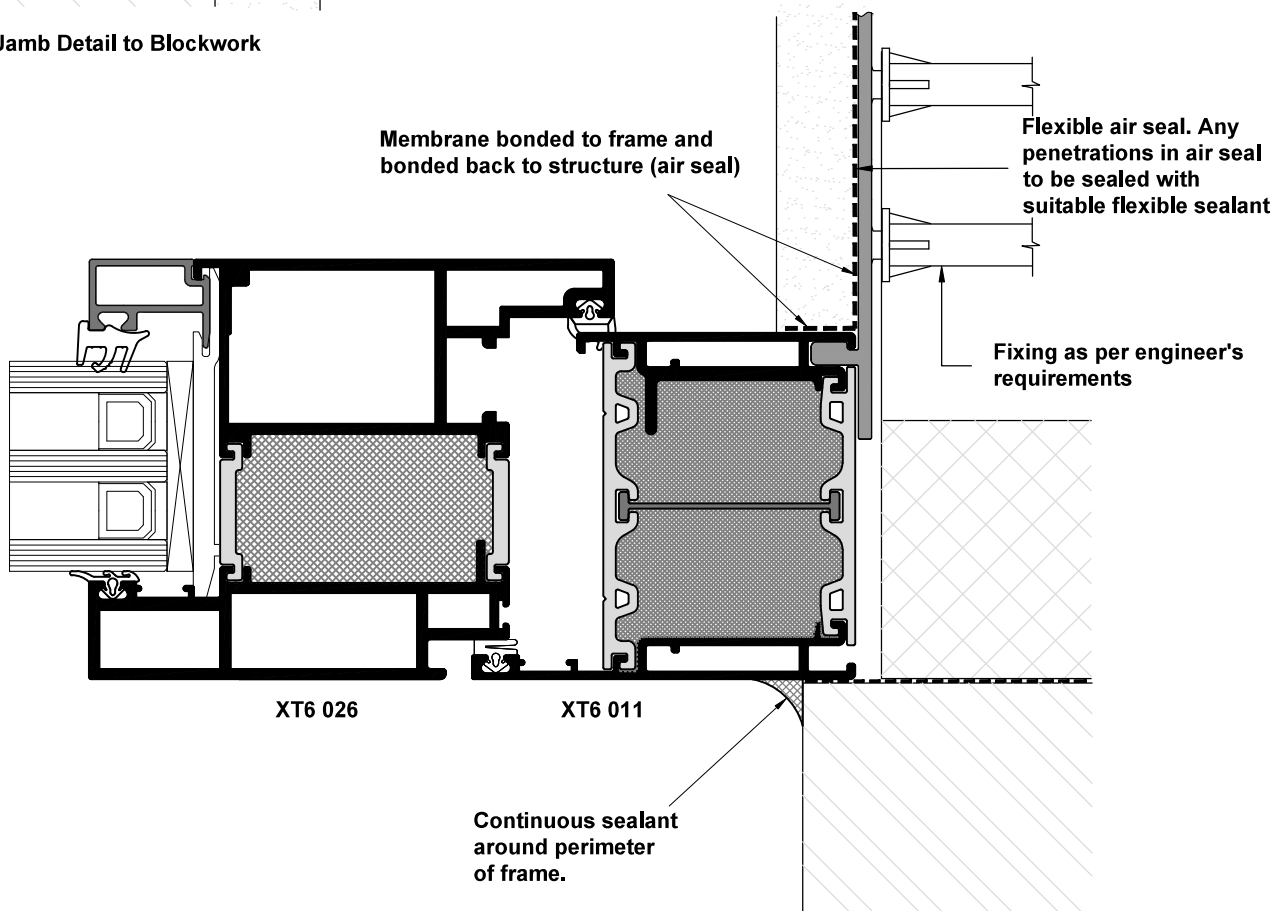 Jamb Detail to Blockwork
Membrane bonded to frame and
bonded back to structure (air seal)
Flexible air seal. Any
penetrations in air seal
to be sealed with
suitable flexible sealant
Fixing as per engineer's
requirements
XT6 026
XT6 011
Continuous sealant
around perimeter
of frame.